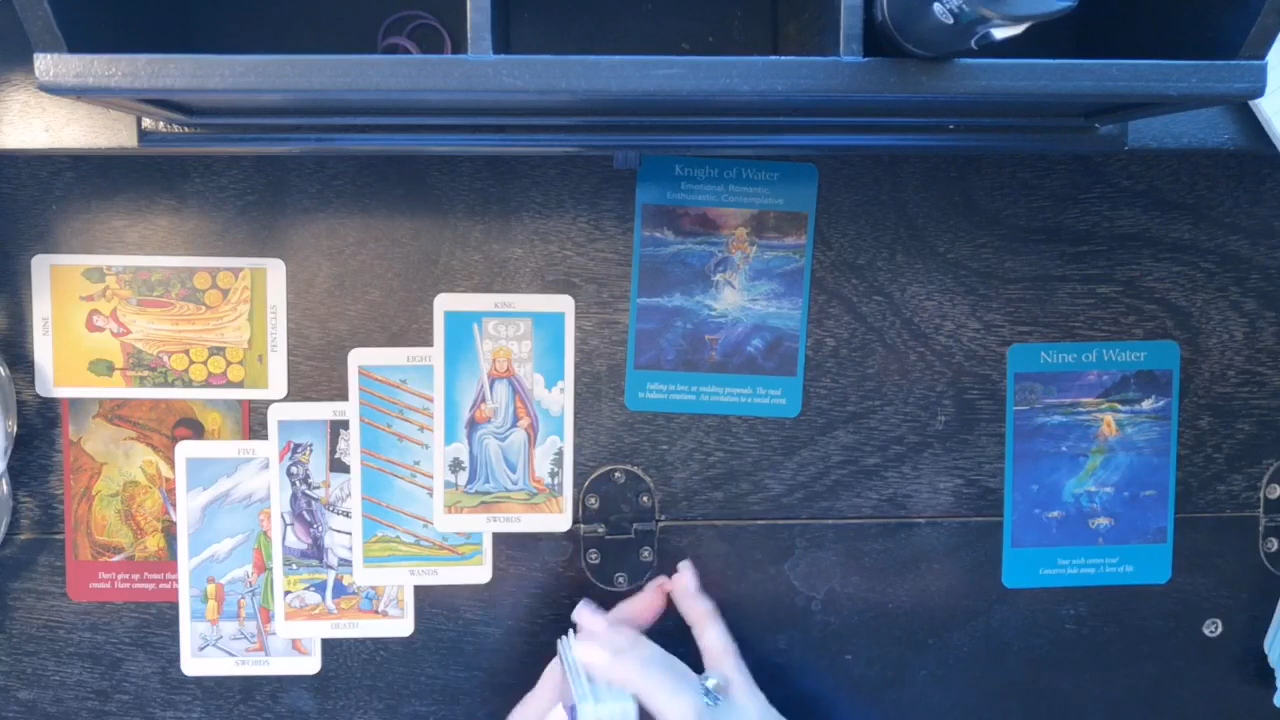 NINE
PENTACLES
Don't give up. Protect that
created. Have courage, and b
FIVE
SWORDS
XIII
DEATH
EIGHT
WANDS
KING
SWORDS
Knight of Water
Emotional, Romantic,
Enthusiastic, Contemplative
Falling in love, or wedding proposals. The need
to balance emotions. An invitation to a social event
Nine of Water
Your wish comes true!
Concerns fade away. A love of life